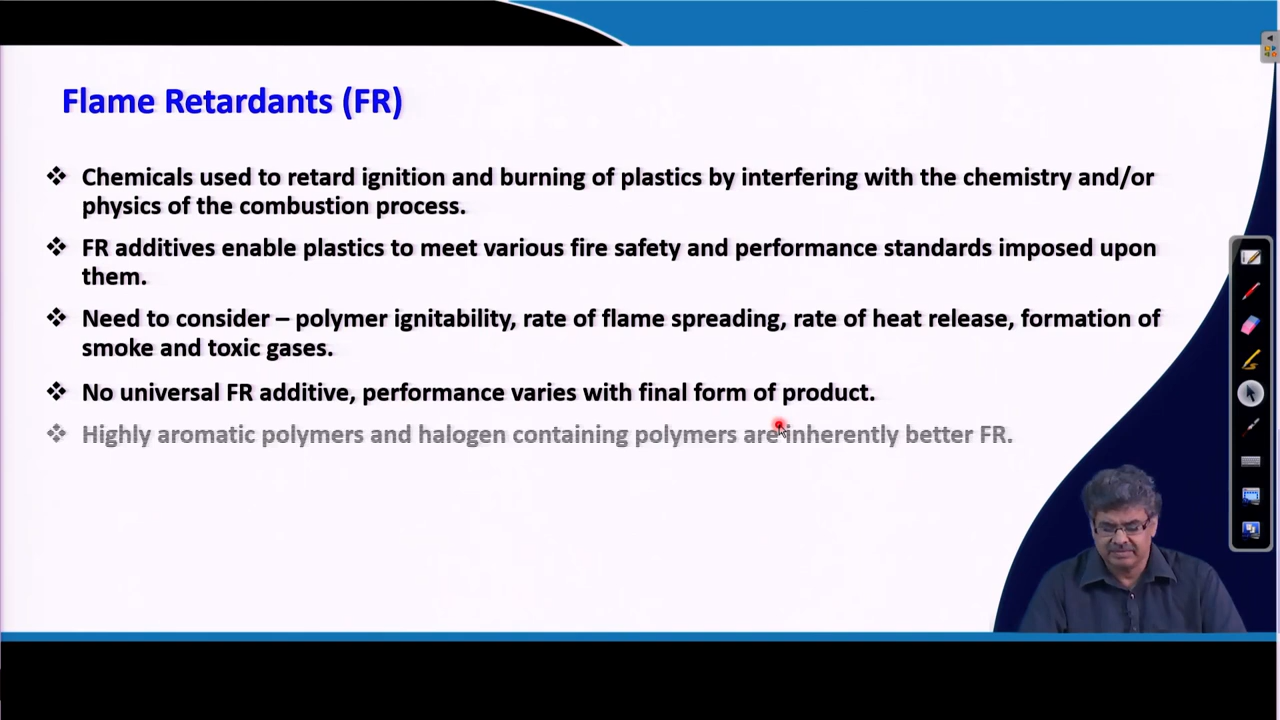 Flame Retardants (FR)
❖ Chemicals used to retard ignition and burning of plastics by interfering with the chemistry and/or
physics of the combustion process.
❖ FR additives enable plastics to meet various fire safety and performance standards imposed upon
them.
❖ Need to consider – polymer ignitability, rate of flame spreading, rate of heat release, formation of
smoke and toxic gases.
❖ No universal FR additive, performance varies with final form of product.
❖ Highly aromatic polymers and halogen containing polymers are inherently better FR.